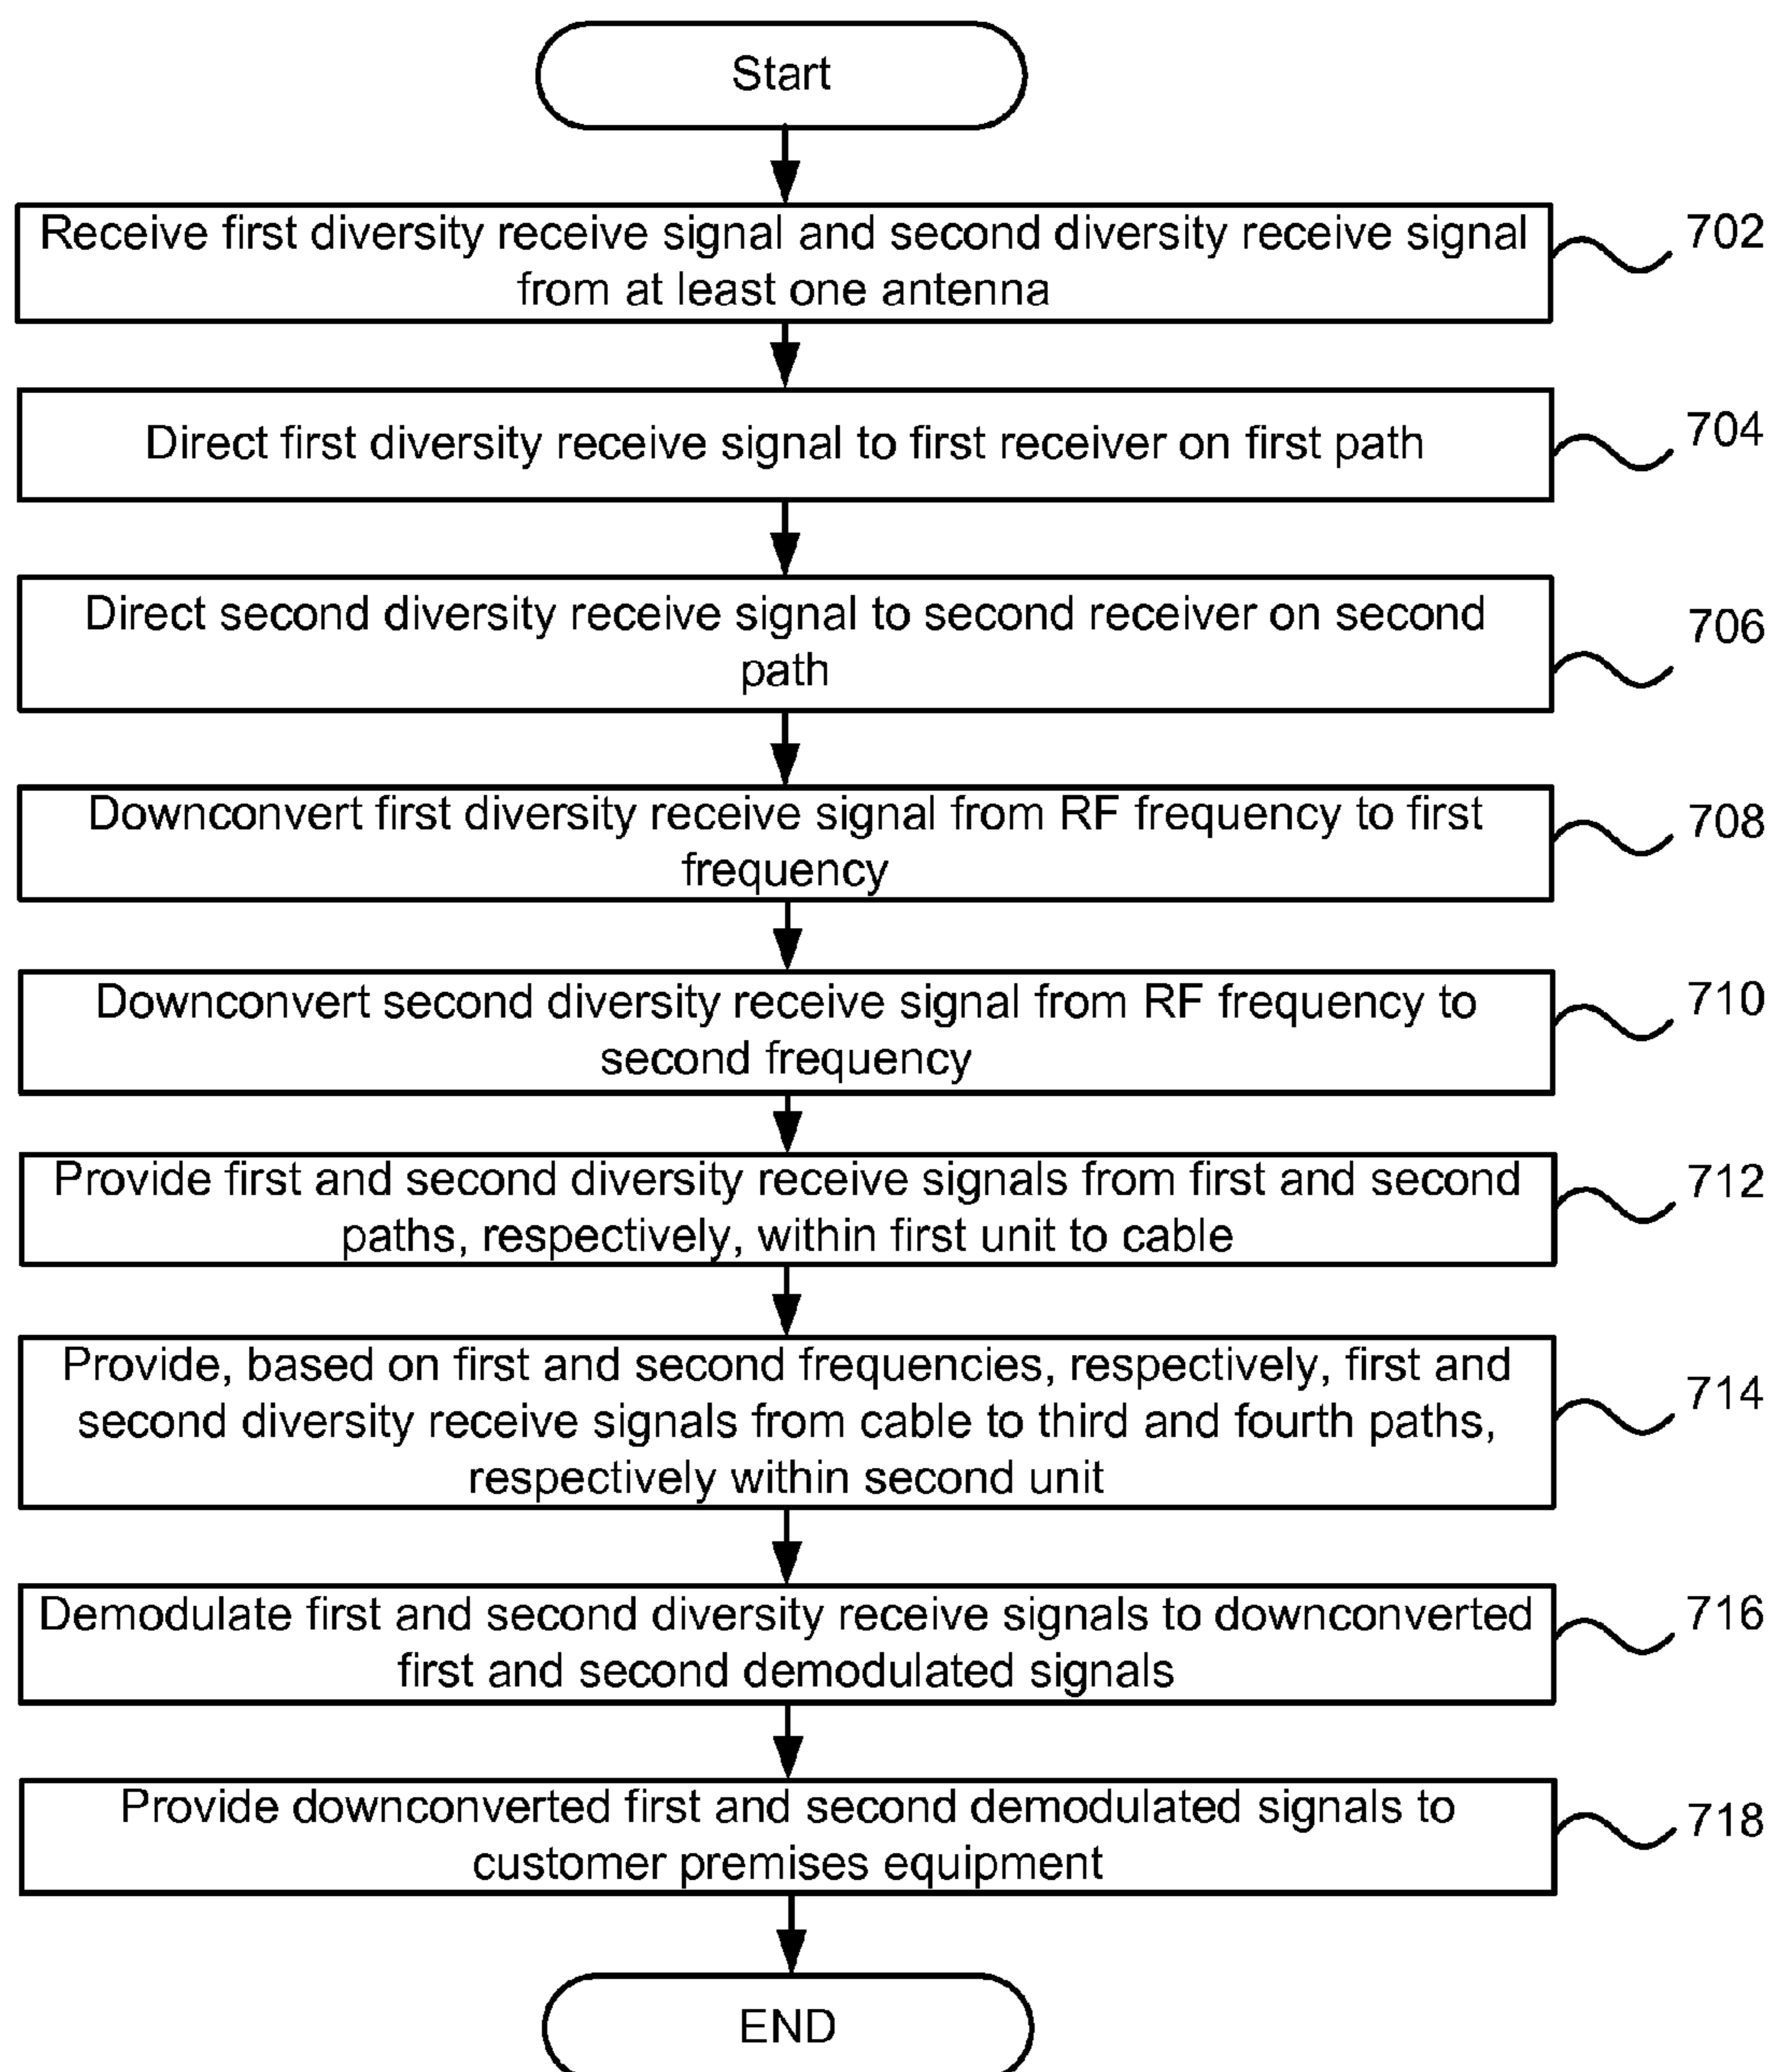 Start
Receive first diversity receive signal and second diversity receive signal
from at least one antenna
702
Direct first diversity receive signal to first receiver on first path
704
Direct second diversity receive signal to second receiver on second
path
706
Downconvert first diversity receive signal from RF frequency to first
frequency
708
Downconvert second diversity receive signal from RF frequency to
second frequency
710
Provide first and second diversity receive signals from first and second
paths, respectively, within first unit to cable
712
Provide, based on first and second frequencies, respectively, first and
second diversity receive signals from cable to third and fourth paths,
respectively within second unit
714
Demodulate first and second diversity receive signals to downconverted
first and second demodulated signals
716
Provide downconverted first and second demodulated signals to
customer premises equipment
718
END